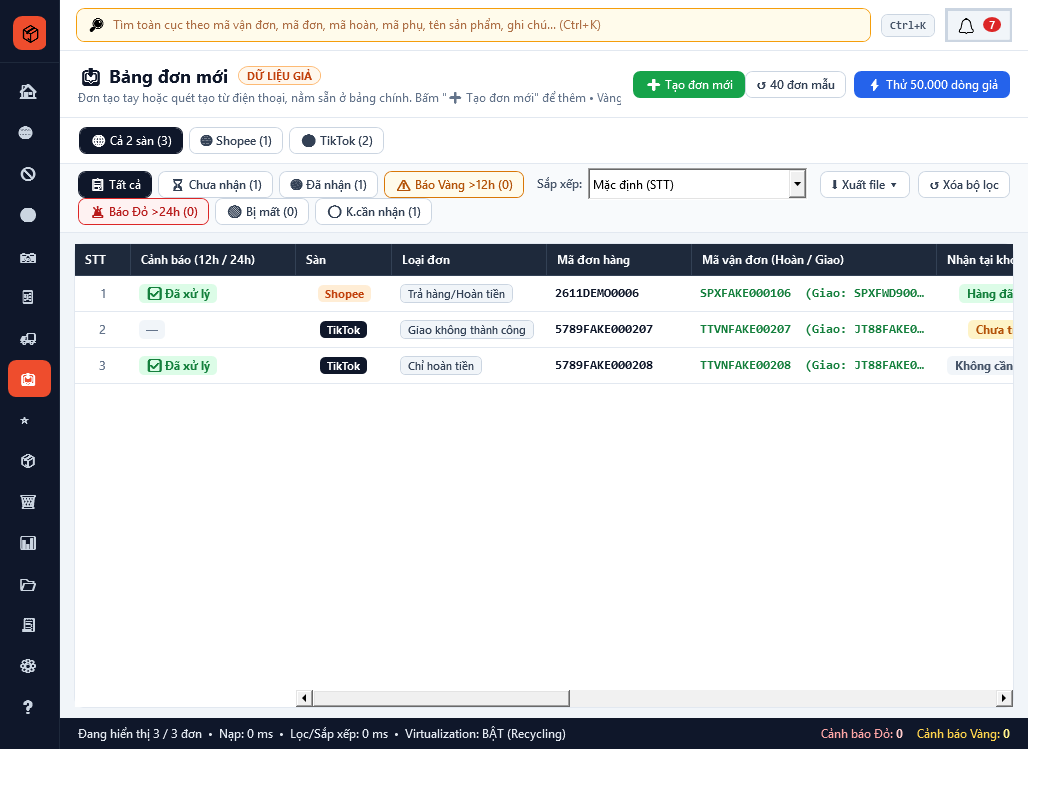 Tìm toàn cục theo mã vận đơn, mã đơn, mã hoàn, mã phụ, tên sản phẩm, ghi chú... (Ctrl+K)
Ctrl+K
7
Bảng đơn mới
DỮ LIỆU GIẢ
Đơn tạo tay hoặc quét tạo từ điện thoại, nằm sẵn ở bảng chính. Bấm "➕ Tạo đơn mới" để thêm • Vàng
➕ Tạo đơn mới
↺ 40 đơn mẫu
⚡ Thử 50.000 dòng giả
Cả 2 sàn (3)
Shopee (1)
TikTok (2)
Tất cả
Chưa nhận (1)
Đã nhận (1)
Báo Vàng >12h (0)
Sắp xếp:
Mặc định (STT)
⬇ Xuất file ▾
↺ Xóa bộ lọc
Báo Đỏ >24h (0)
Bị mất (0)
K.cần nhận (1)
STT Cảnh báo (12h / 24h) Sàn Loại đơn Mã đơn hàng Mã vận đơn (Hoàn / Giao) Nhận tại kho
1 Đã xử lý Shopee Trả hàng/Hoàn tiền 2611DEMO0006 SPXFAKE000106 (Giao: SPXFWD900… Hàng đã
2 — TikTok Giao không thành công 5789FAKE000207 TTVNFAKE00207 (Giao: JT88FAKE0… Chưa
3 Đã xử lý TikTok Chỉ hoàn tiền 5789FAKE000208 TTVNFAKE00208 (Giao: JT88FAKE0… Không cần
Đang hiển thị 3 / 3 đơn • Nạp: 0 ms • Lọc/Sắp xếp: 0 ms • Virtualization: BẬT (Recycling)
Cảnh báo Đỏ: 0 Cảnh báo Vàng: 0